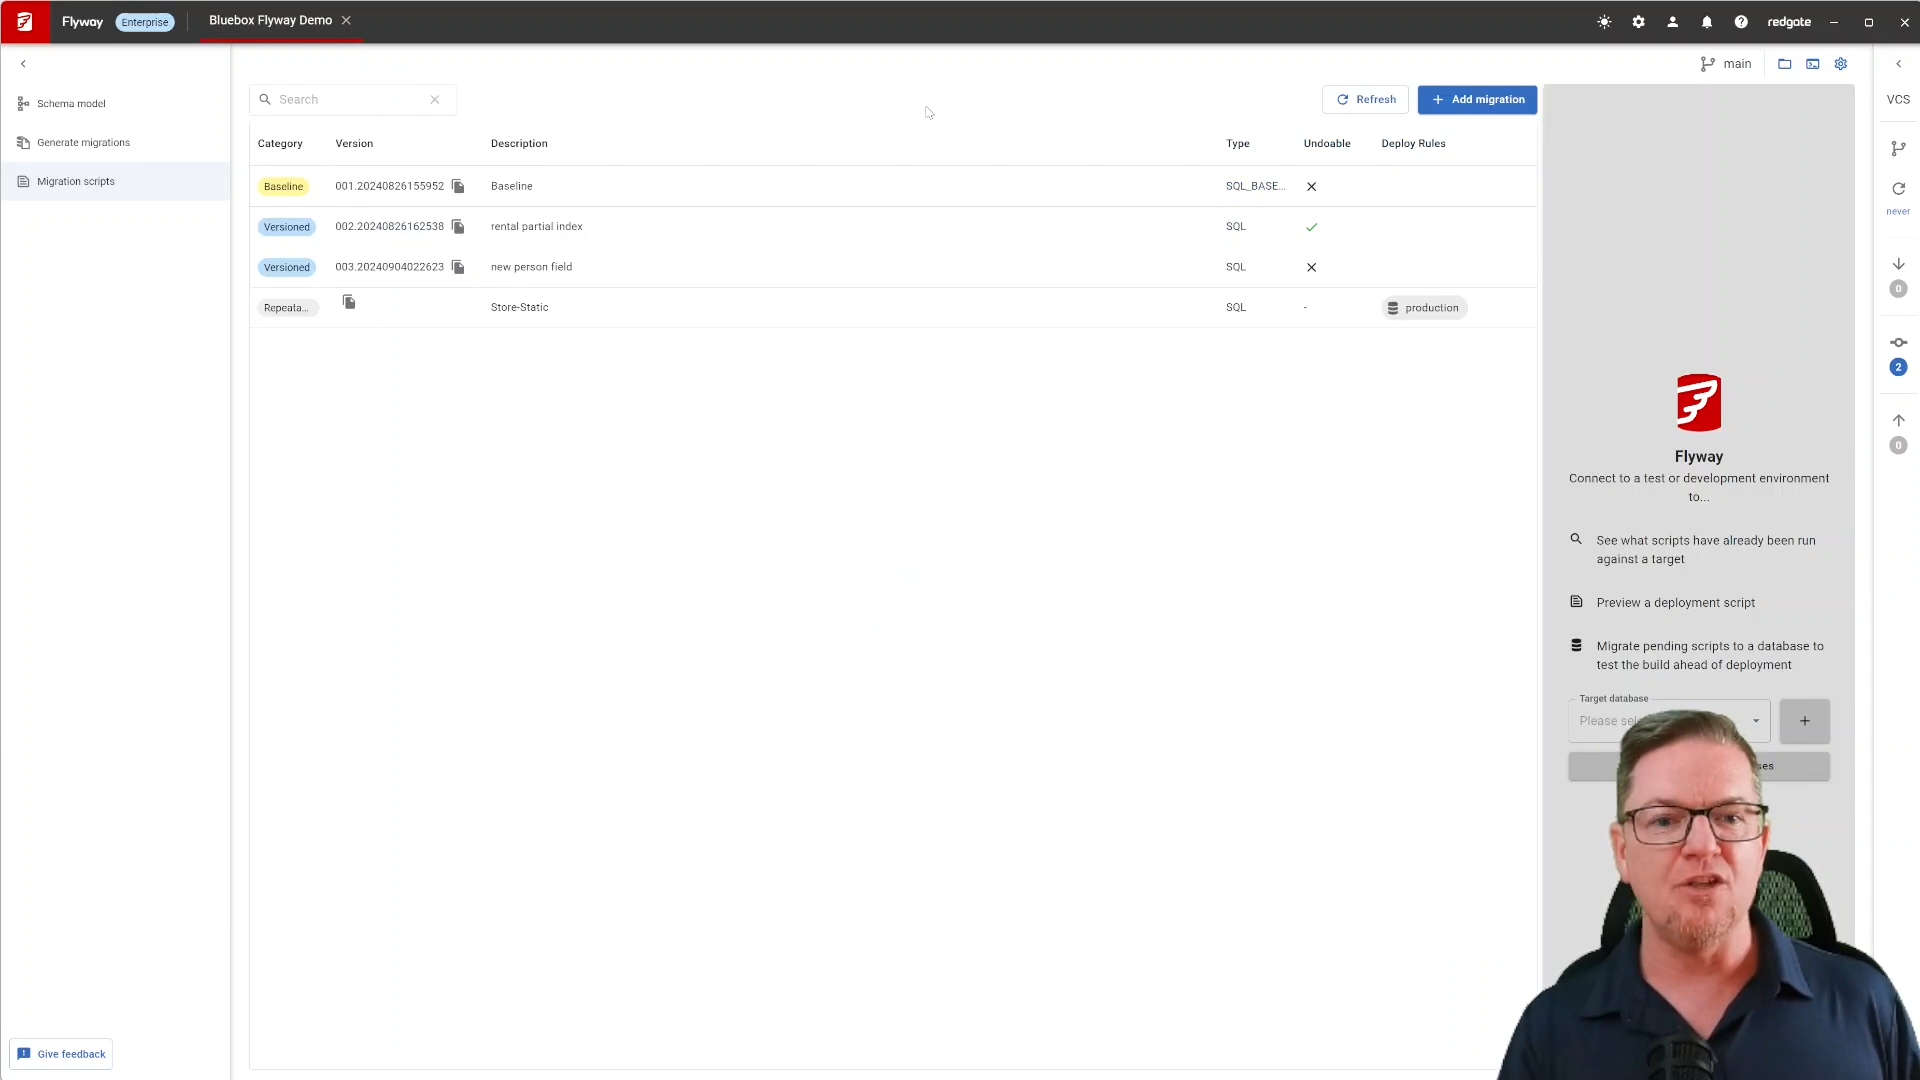 Flyway
Enterprise
Bluebox Flyway Demo
redgate
Schema model
Generate migrations
Migration scripts
Give feedback
main
Search
Refresh
Add migration
Category Version Description Type Undoable Deploy Rules
Baseline 001.20240826155952 Baseline SQL_BASE...
Versioned 002.20240826162538 rental partial index SQL
Versioned 003.20240904022623 new person field SQL
Repeata... Store-Static SQL - production
Flyway
Connect to a test or development environment
to...
See what scripts have already been run
against a target
Preview a deployment script
Migrate pending scripts to a database to
test the build ahead of deployment
Target database
Please
VCS
never
0
2
0